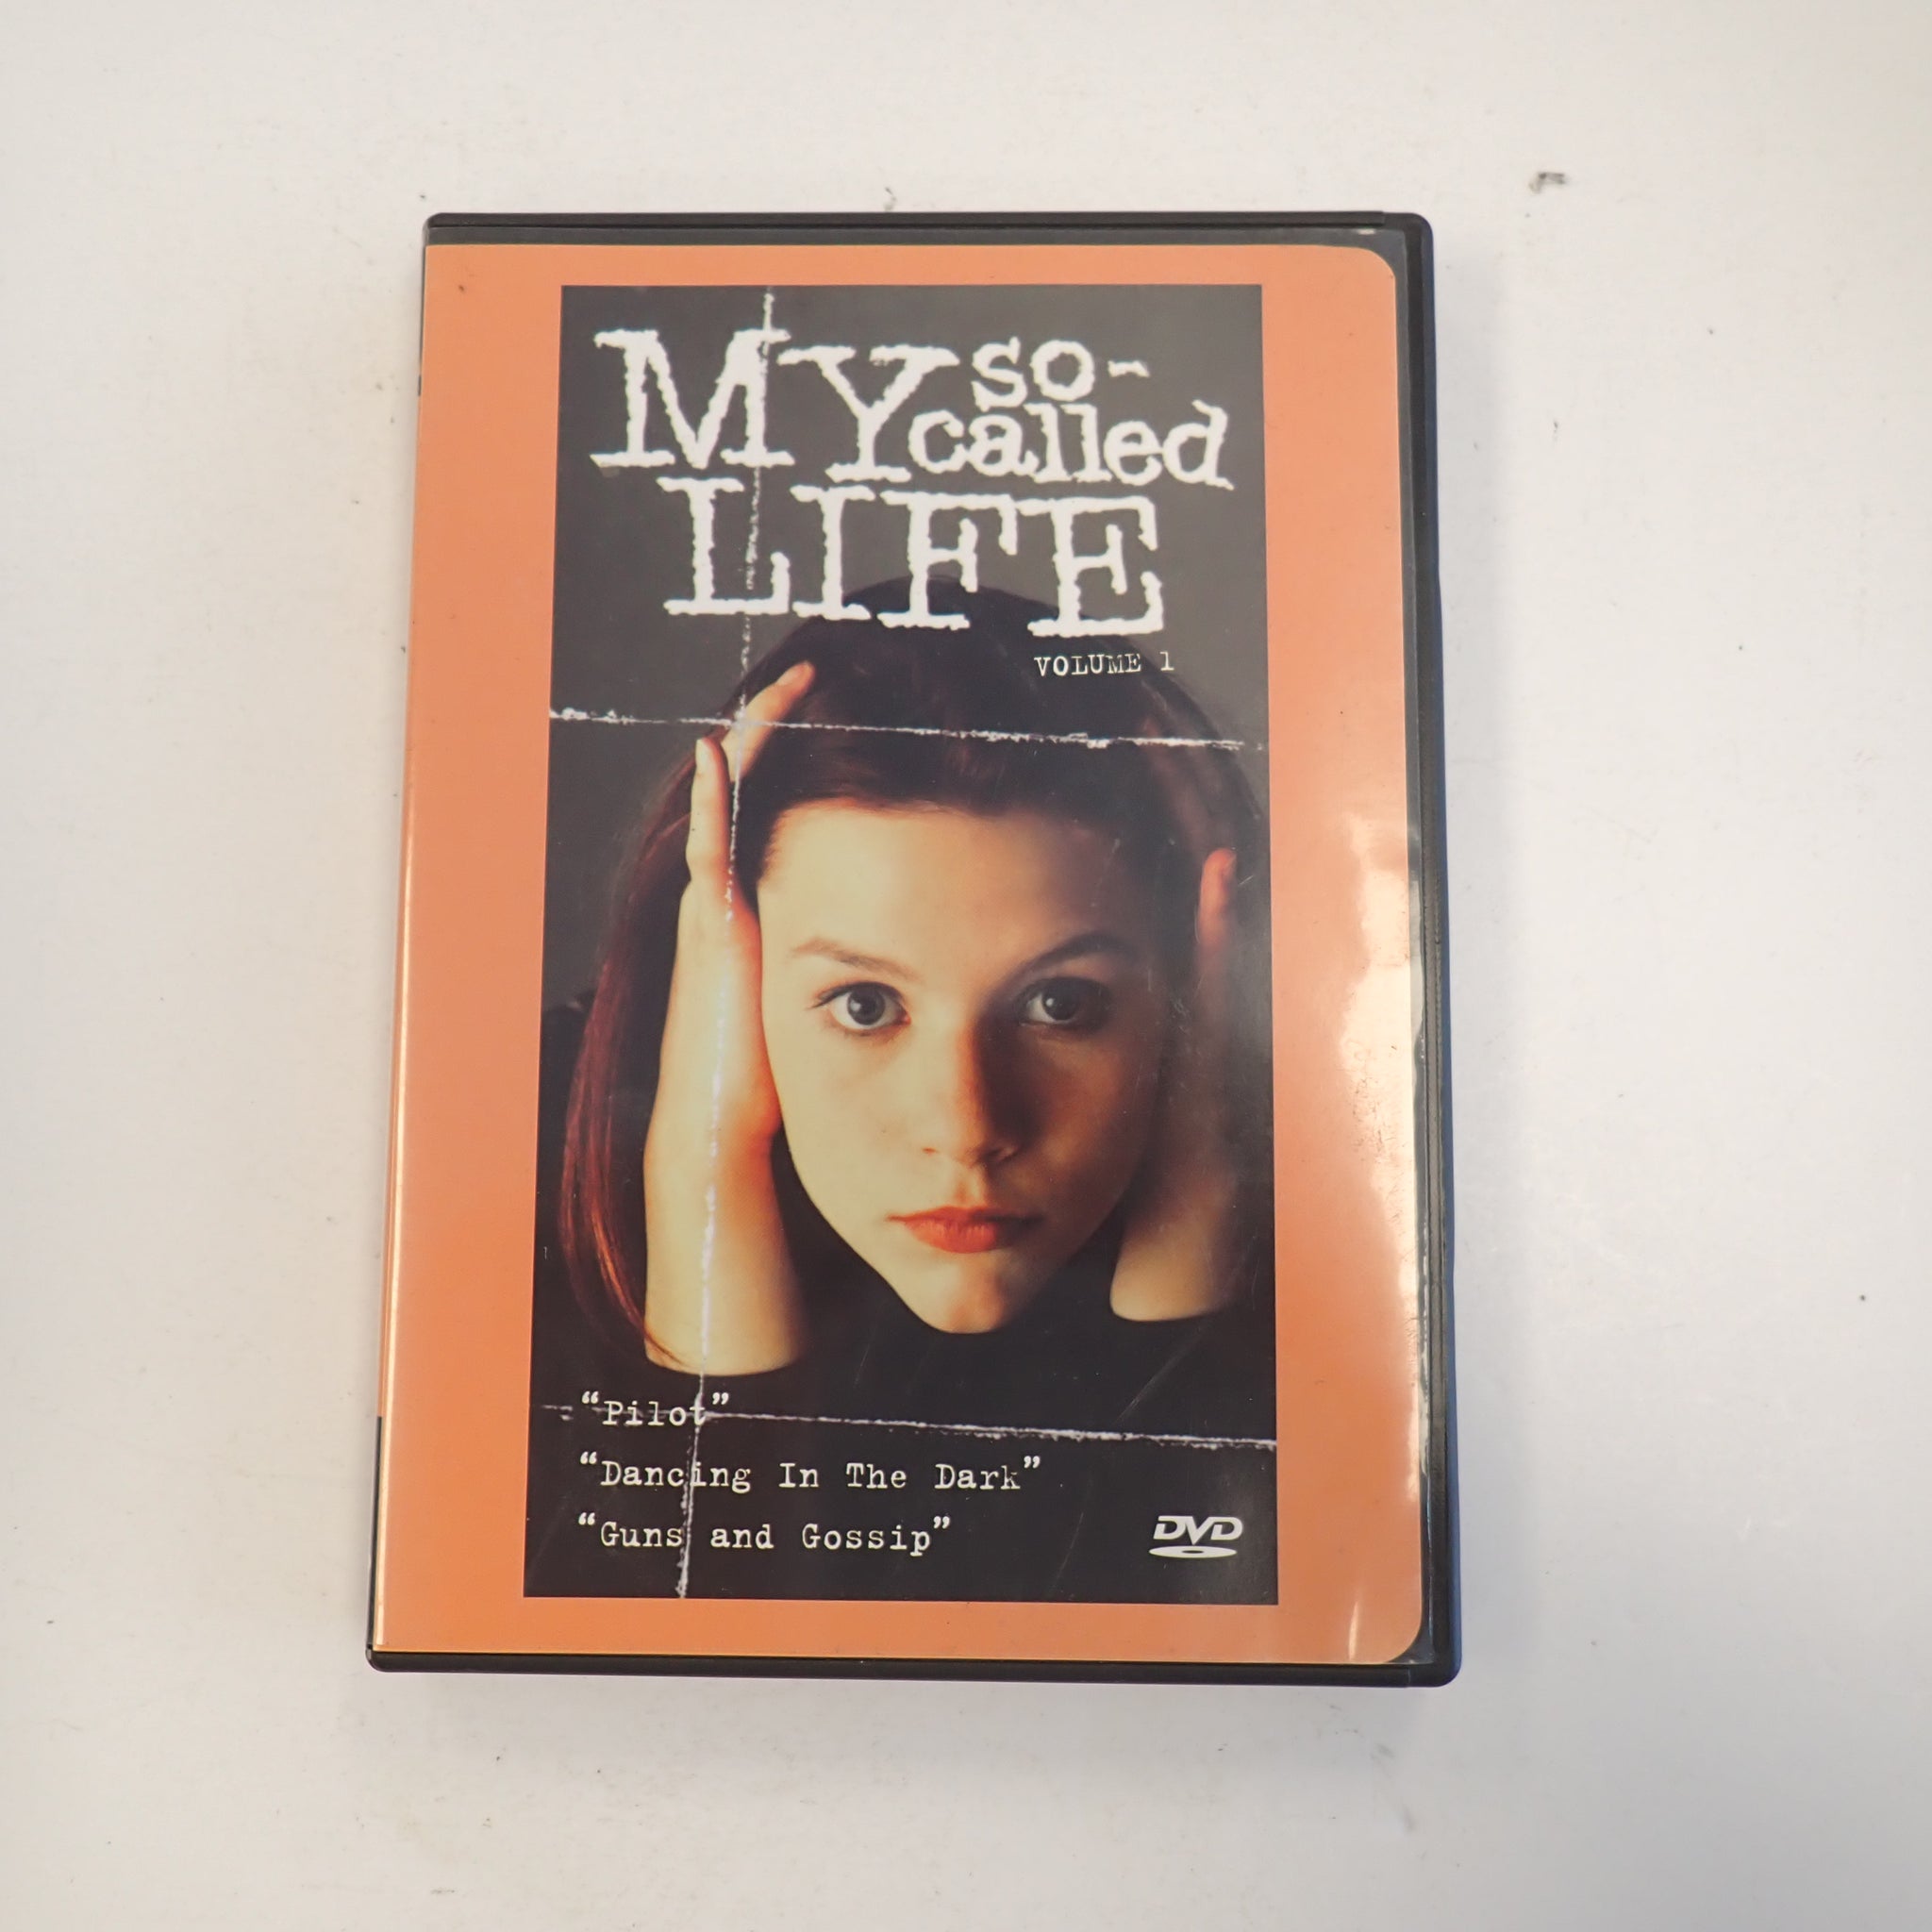 MY so-
called
LIFE
VOLUME 1
“Pilot”
“Dancing In The Dark”
“Guns and Gossip”
DVD